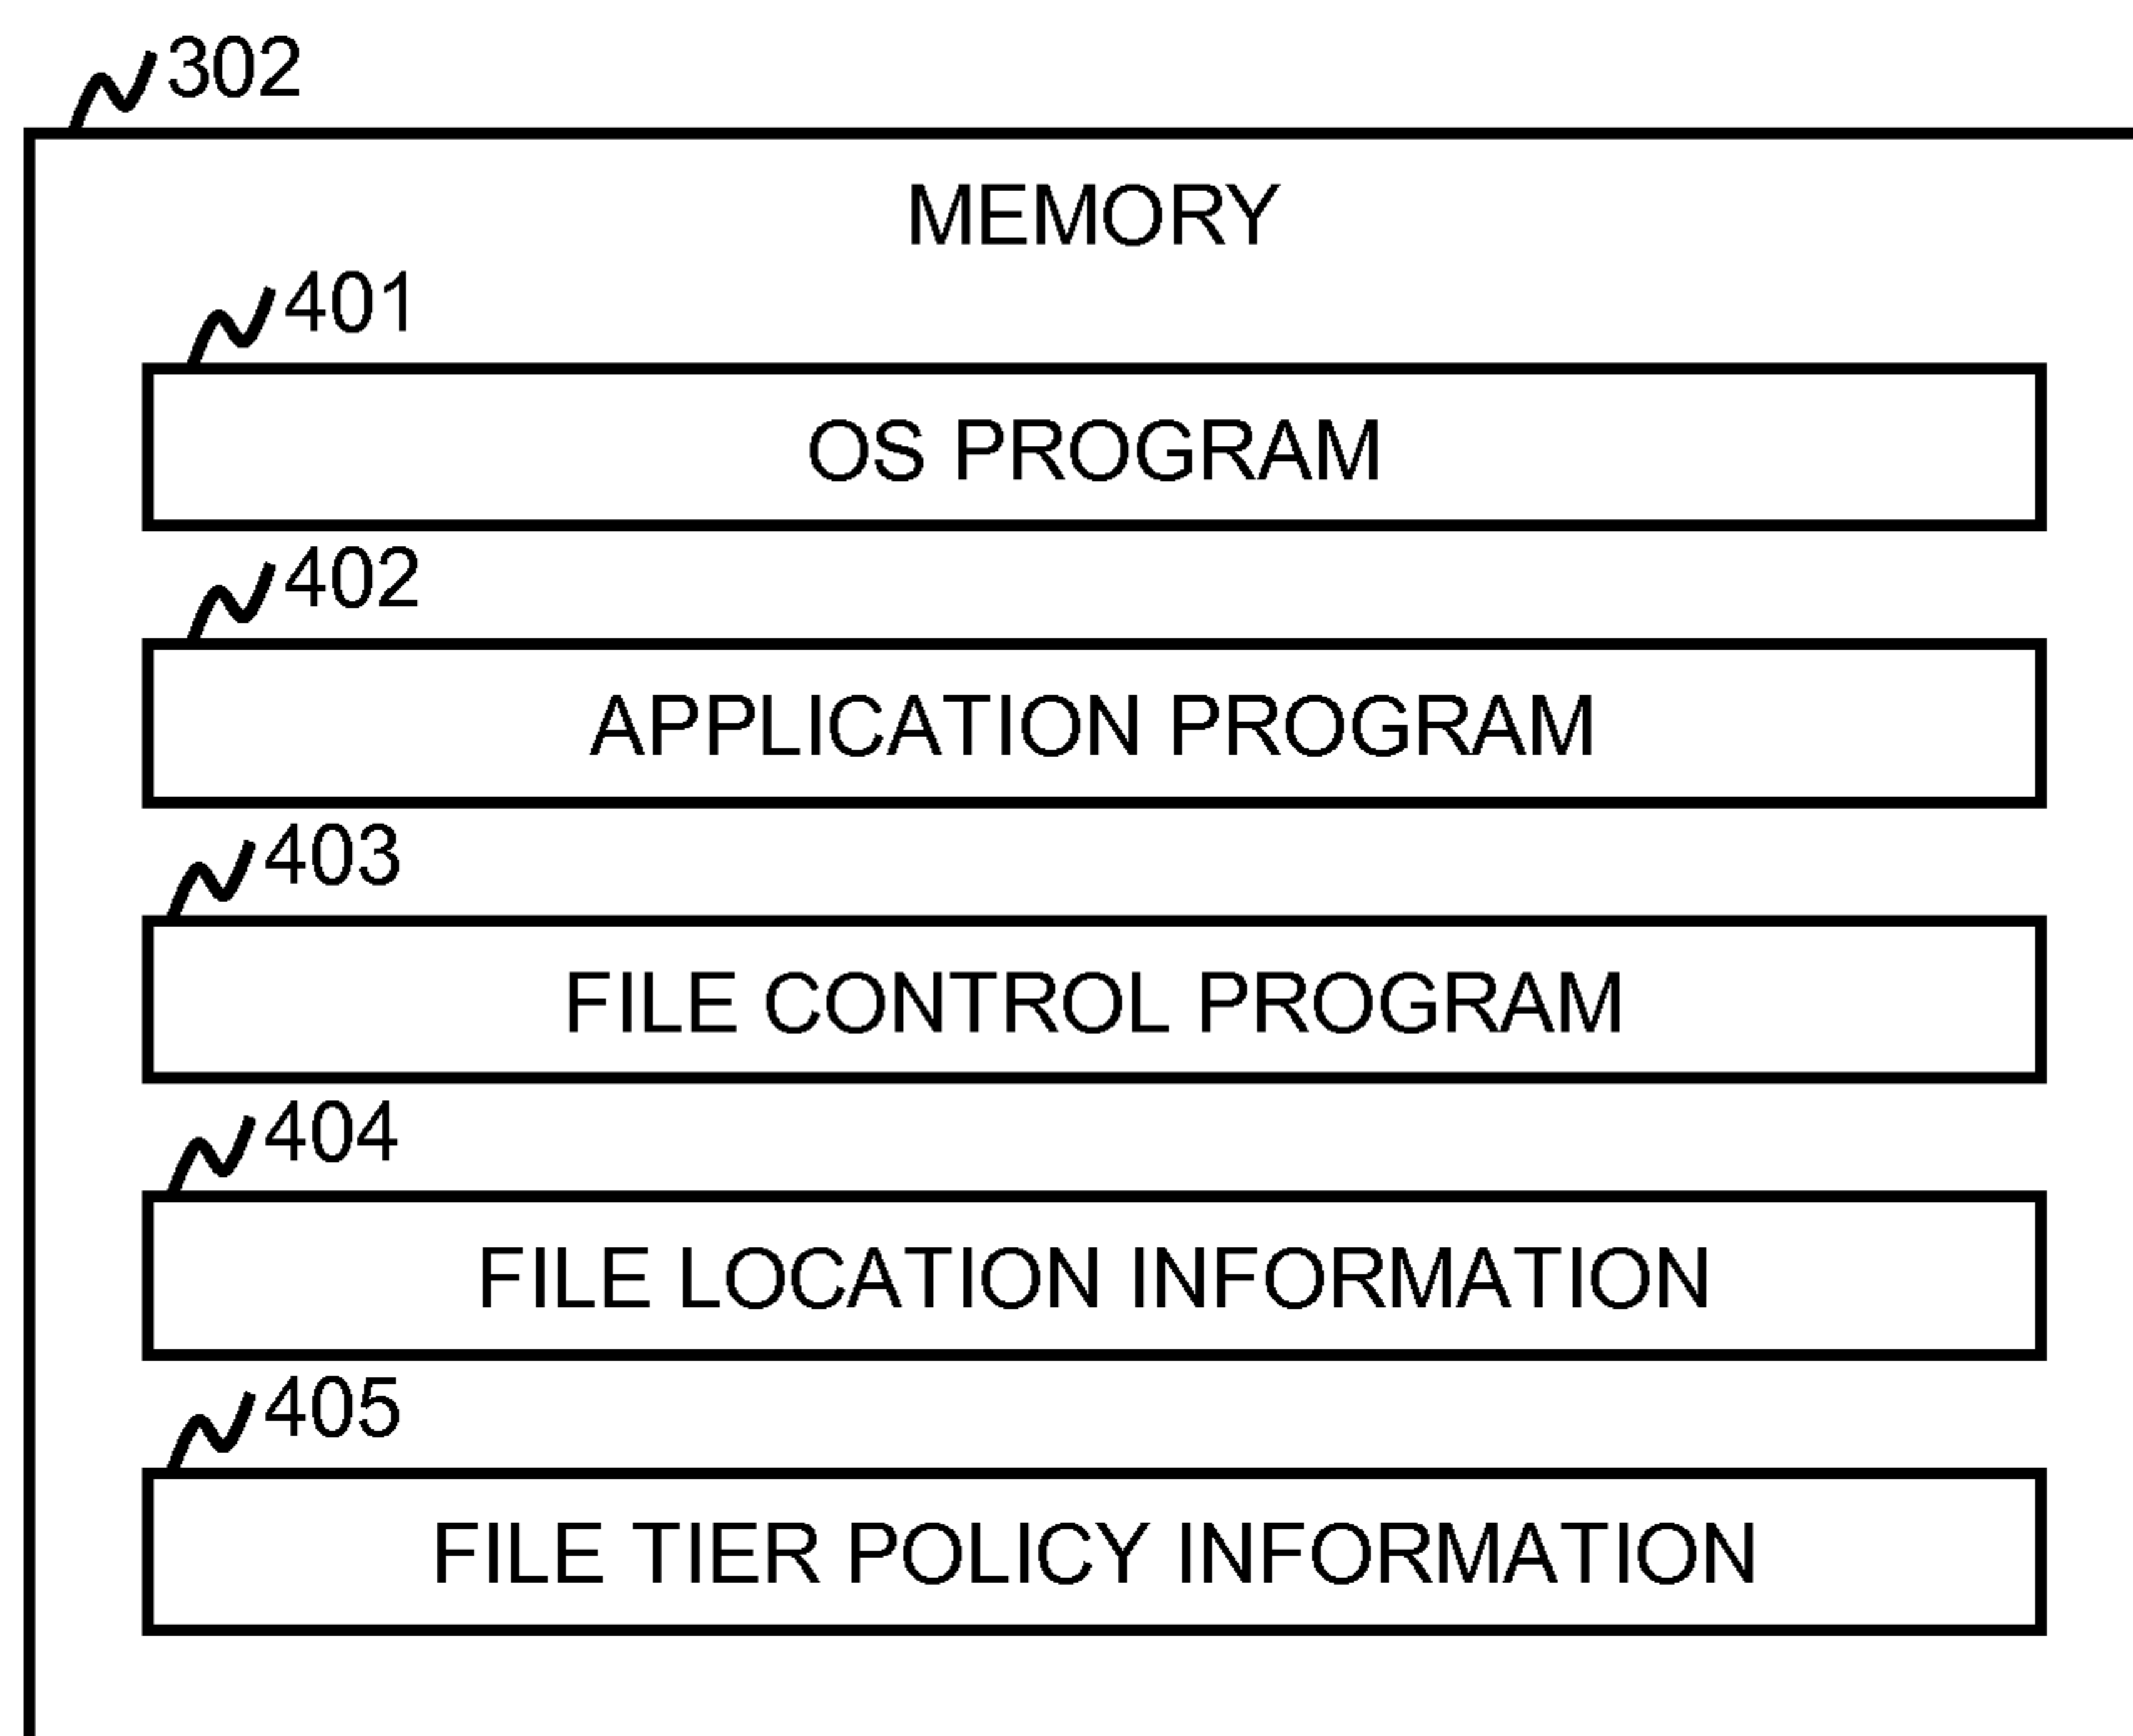 302
MEMORY
401
OS PROGRAM
402
APPLICATION PROGRAM
403
FILE CONTROL PROGRAM
404
FILE LOCATION INFORMATION
405
FILE TIER POLICY INFORMATION